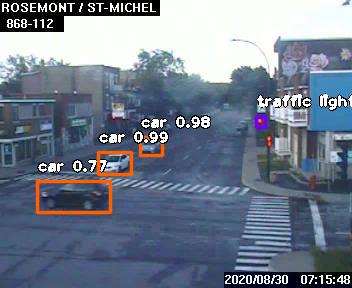 ROSEMONT / ST-MICHEL
868-112
traffic light
car 0.98
car 0.99
car 0.77
2020/08/30 07:15:48